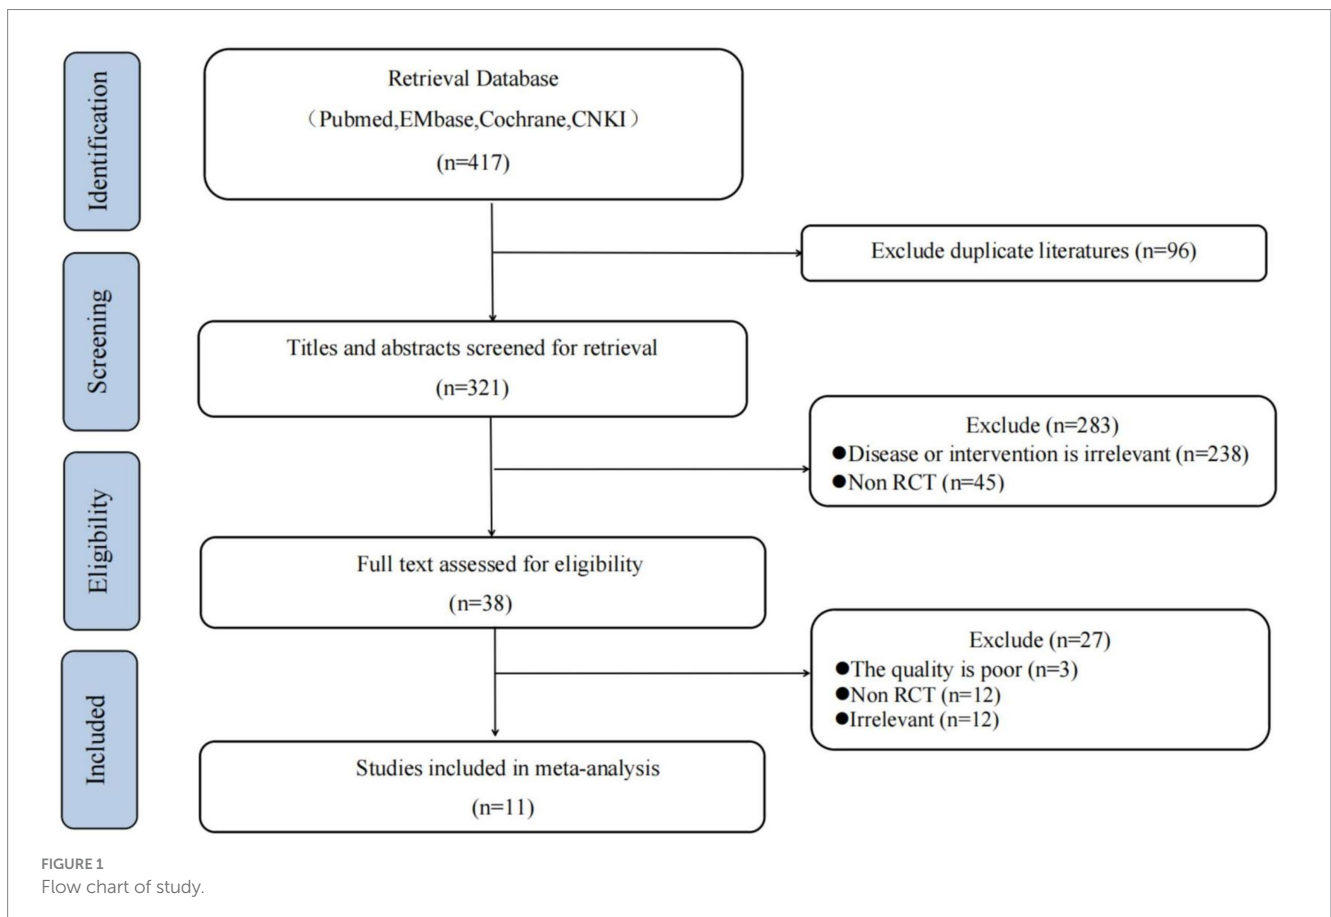 Identification
Retrieval Database
（Pubmed,EMbase,Cochrane,CNKI）
(n=417)
Exclude duplicate literatures (n=96)
Screening
Titles and abstracts screened for retrieval
(n=321)
Exclude (n=283)
●Disease or intervention is irrelevant (n=238)
●Non RCT (n=45)
Eligibility
Full text assessed for eligibility
(n=38)
Exclude (n=27)
●The quality is poor (n=3)
●Non RCT (n=12)
●Irrelevant (n=12)
Included
Studies included in meta-analysis
(n=11)
FIGURE 1
Flow chart of study.